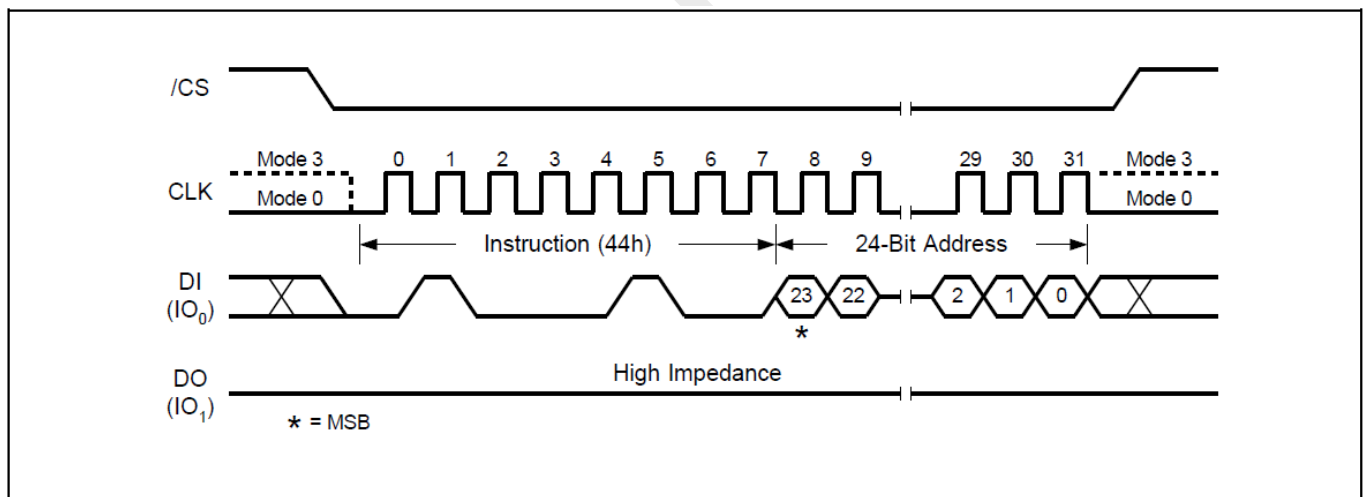 /CS
Mode 3 0 1 2 3 4 5 6 7 8 9 29 30 31 Mode 3
CLK
Mode 0 Mode 0
Instruction (44h) 24-Bit Address
DI
(IO₀)
23 22 2 1 0
*
High Impedance
DO
(IO₁)
* = MSB